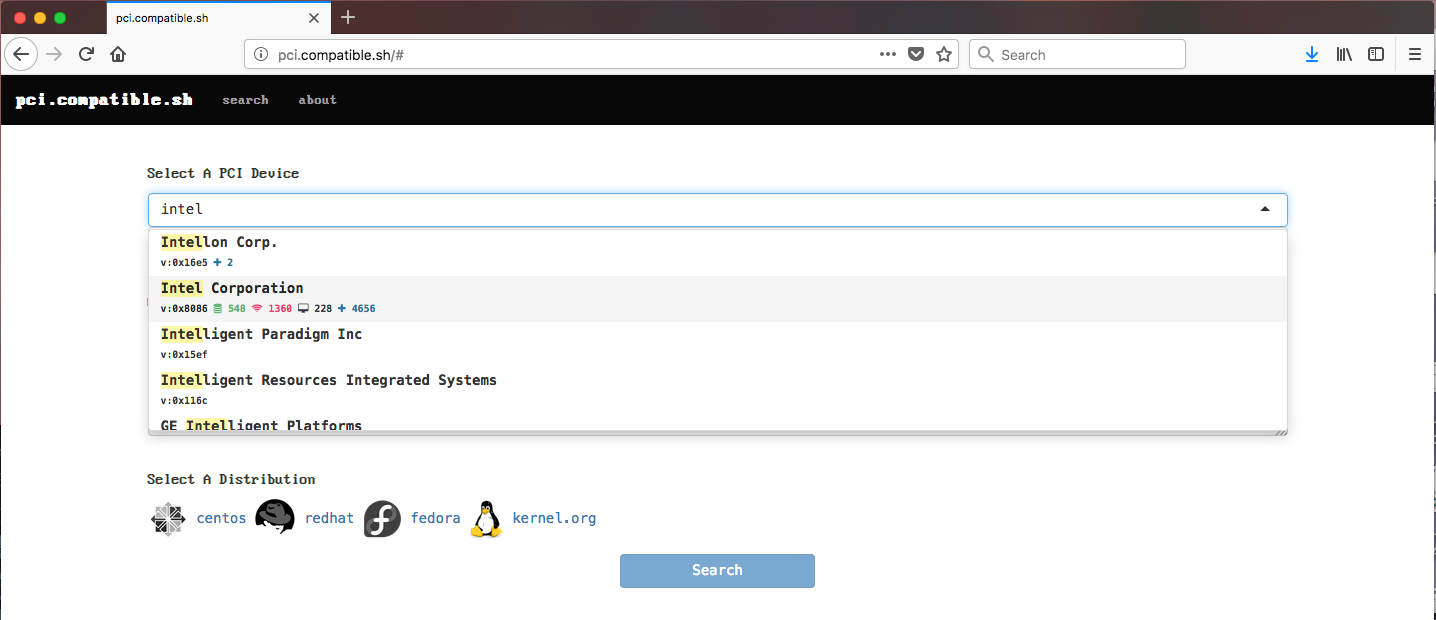 pci.compatible.sh
pci.compatible.sh/#
Search
pci.compatible.sh search about
Select A PCI Device
intel
Intellon Corp.
v:0x16e5 + 2
Intel Corporation
v:0x8086 548 1360 228 + 4656
Intelligent Paradigm Inc
v:0x15ef
Intelligent Resources Integrated Systems
v:0x116c
GE Intelligent Platforms
Select A Distribution
centos redhat fedora kernel.org
Search